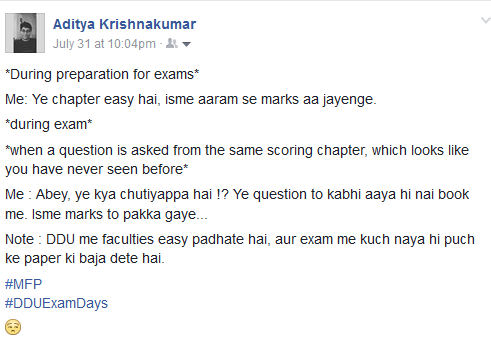 Aditya Krishnakumar
July 31 at 10:04pm ·
*During preparation for exams*
Me: Ye chapter easy hai, isme aaram se marks aa jayenge.
*during exam*
*when a question is asked from the same scoring chapter, which looks like
you have never seen before*
Me : Abey, ye kya chutiyappa hai !? Ye question to kabhi aaya hi nai book
me. Isme marks to pakka gaye...
Note : DDU me faculties easy padhate hai, aur exam me kuch naya hi puch
ke paper ki baja dete hai.
#MFP
#DDUExamDays